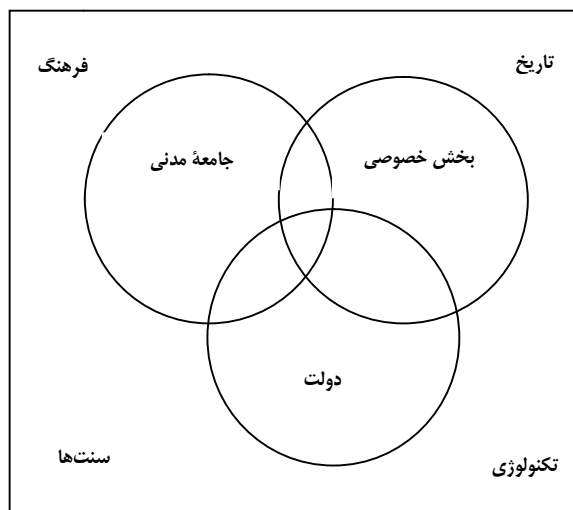 تاریخ
فرهنگ
بخش خصوصی
جامعهٔ مدنی
دولت
تکنولوژی
سنت‌ها